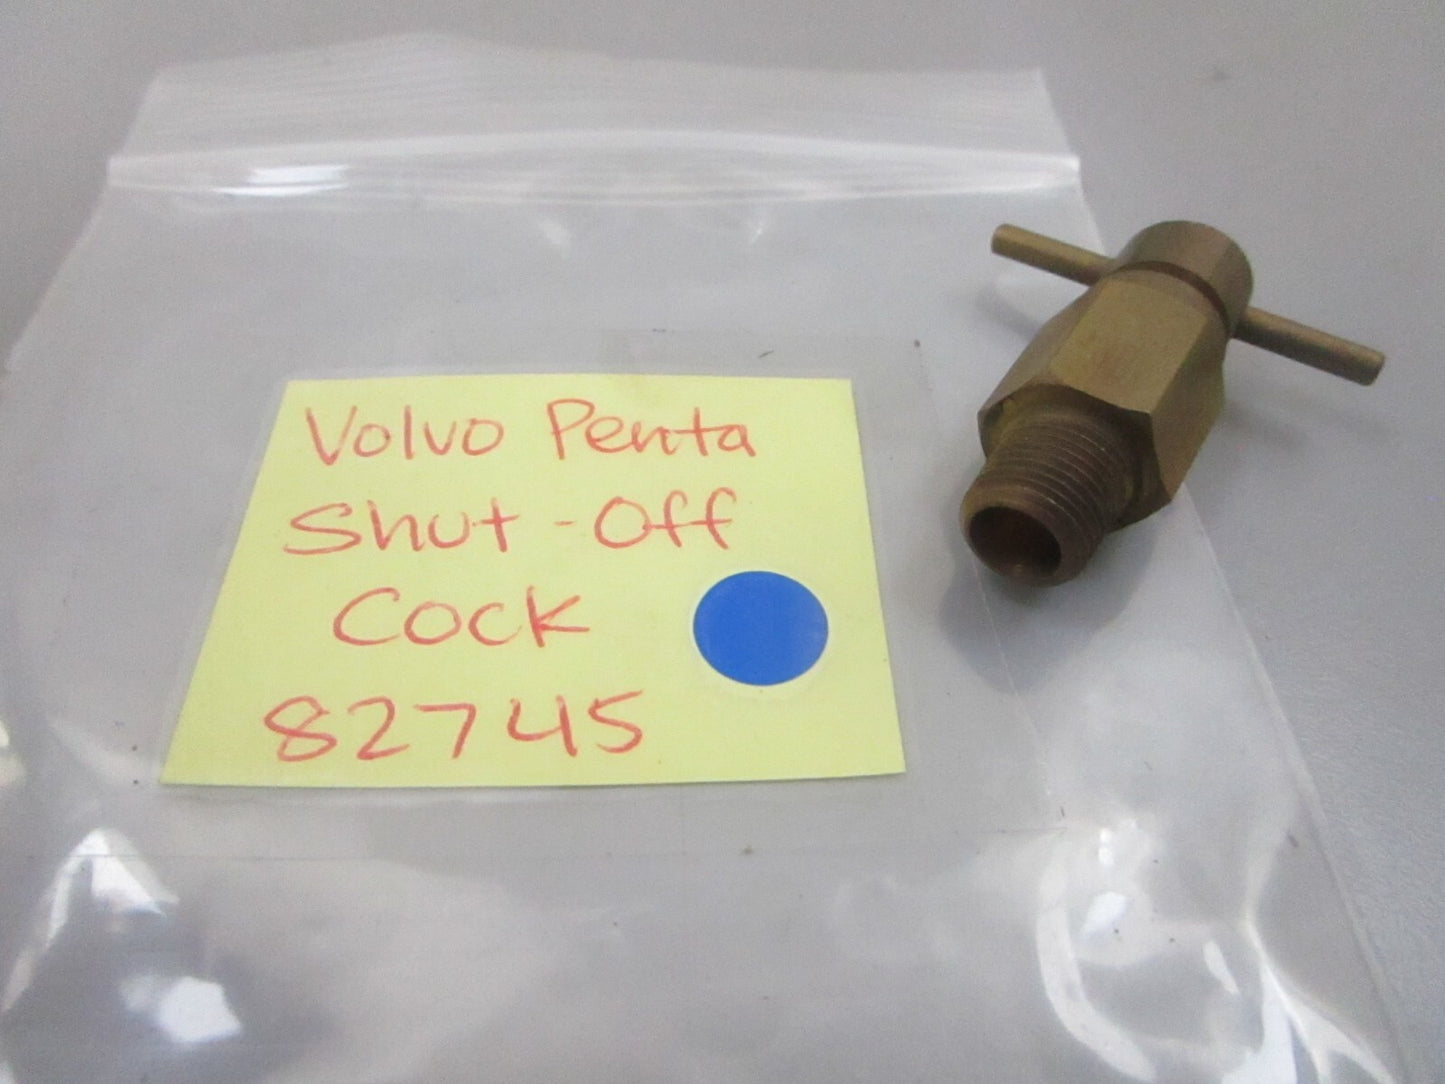 Volvo Penta
Shut-Off
Cock
82745